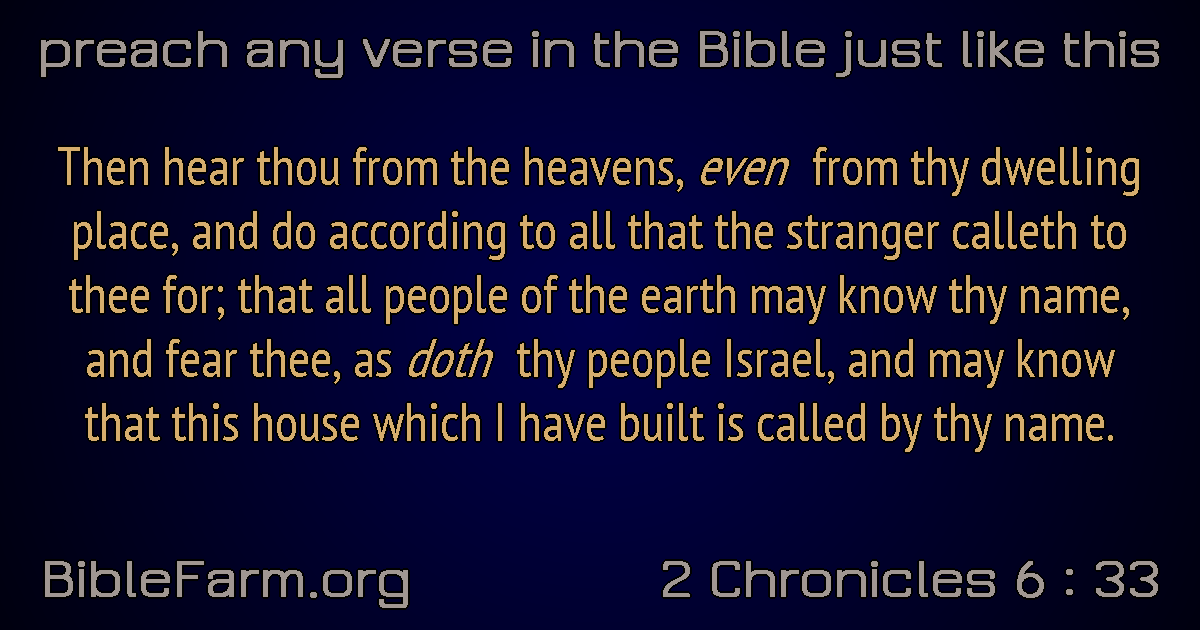 preach any verse in the Bible just like this
Then hear thou from the heavens, even from thy dwelling
place, and do according to all that the stranger calleth to
thee for; that all people of the earth may know thy name,
and fear thee, as doth thy people Israel, and may know
that this house which I have built is called by thy name.
BibleFarm.org 2 Chronicles 6 : 33